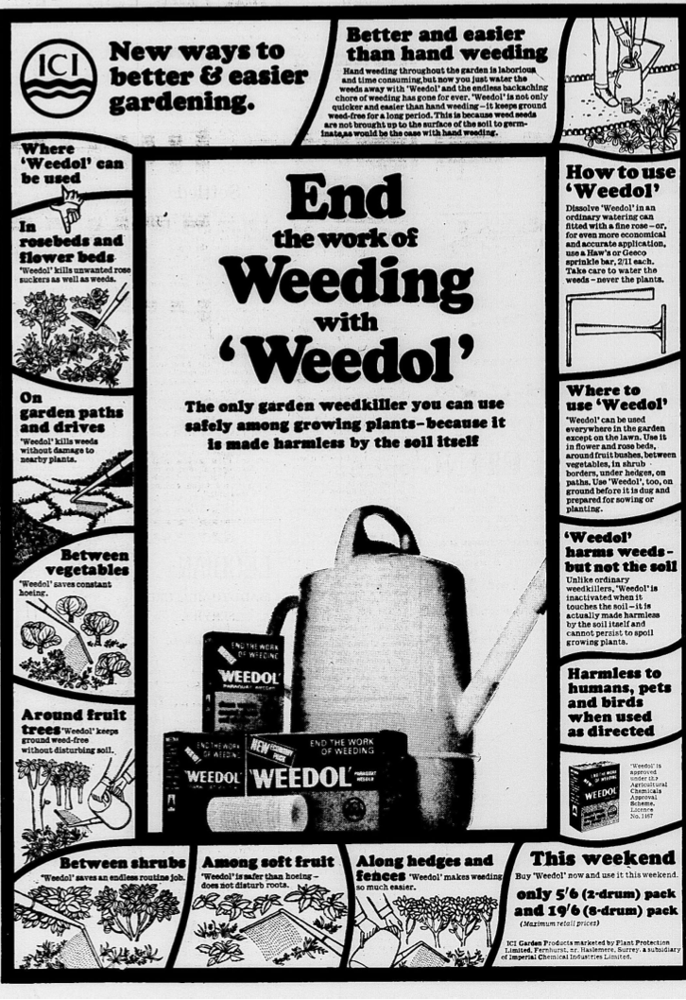 ICI
New ways to
better & easier
gardening.
Better and easier
than hand weeding
Hand weeding throughout the garden is laborious
and time consuming,but now you just water the
weeds away with 'Weedol' and the endless backaching
chore of weeding has gone for ever. 'Weedol' is not only
quicker and easier than hand weeding–it keeps ground
weed-free for a long period. This is because weed seeds
are not brought up to the surface of the soil to germ-
inate,as would be the case with hand weeding.
Where
'Weedol' can
be used
In
rosebeds and
flower beds
'Weedol' kills unwanted rose
suckers as well as weeds.
On
garden paths
and drives
'Weedol' kills weeds
without damage to
nearby plants.
Between
vegetables
'Weedol' saves constant
hoeing.
Around fruit
trees 'Weedol' keeps
ground weed-free
without disturbing soil.
End
the work of
Weeding
with
'Weedol'
The only garden weedkiller you can use
safely among growing plants–because it
is made harmless by the soil itself
END THE WORK
OF WEEDING
WEEDOL
PARAQUAT WEEDER
END THE WORK
OF WEEDING
WEEDOL
NEW ECONOMY
PACK
END THE WORK
OF WEEDING
WEEDOL
PARAQUAT
WEEDER
ICI
How to use
'Weedol'
Dissolve 'Weedol' in an
ordinary watering can
fitted with a fine rose–or,
for even more economical
and accurate application,
use a Haw's or Geeco
sprinkle bar, 2/11 each.
Take care to water the
weeds–never the plants.
Where to
use 'Weedol'
'Weedol' can be used
everywhere in the garden
except on the lawn. Use it
in flower and rose beds,
around fruit bushes, between
vegetables, in shrub
borders, under hedges, on
paths. Use 'Weedol', too, on
ground before it is dug and
prepared for sowing or
planting.
'Weedol'
harms weeds–
but not the soil
Unlike ordinary
weedkillers, 'Weedol' is
inactivated when it
touches the soil–it is
actually made harmless
by the soil itself and
cannot persist to spoil
growing plants.
Harmless to
humans, pets
and birds
when used
as directed
WEEDOL
'Weedol' is
approved
under the
Agricultural
Chemicals
Approval
Scheme.
Licence
No. 1467
Between shrubs
'Weedol' saves an endless routine job.
Among soft fruit
'Weedol' is safer than hoeing–
does not disturb roots.
Along hedges and
fences 'Weedol' makes weeding
so much easier.
This weekend
Buy 'Weedol' now and use it this weekend.
only 5'6 (2-drum) pack
and 19'6 (8-drum) pack
(Maximum retail prices)
ICI Garden Products marketed by Plant Protection
Limited, Fernhurst, nr. Haslemere, Surrey, a subsidiary
of Imperial Chemical Industries Limited.